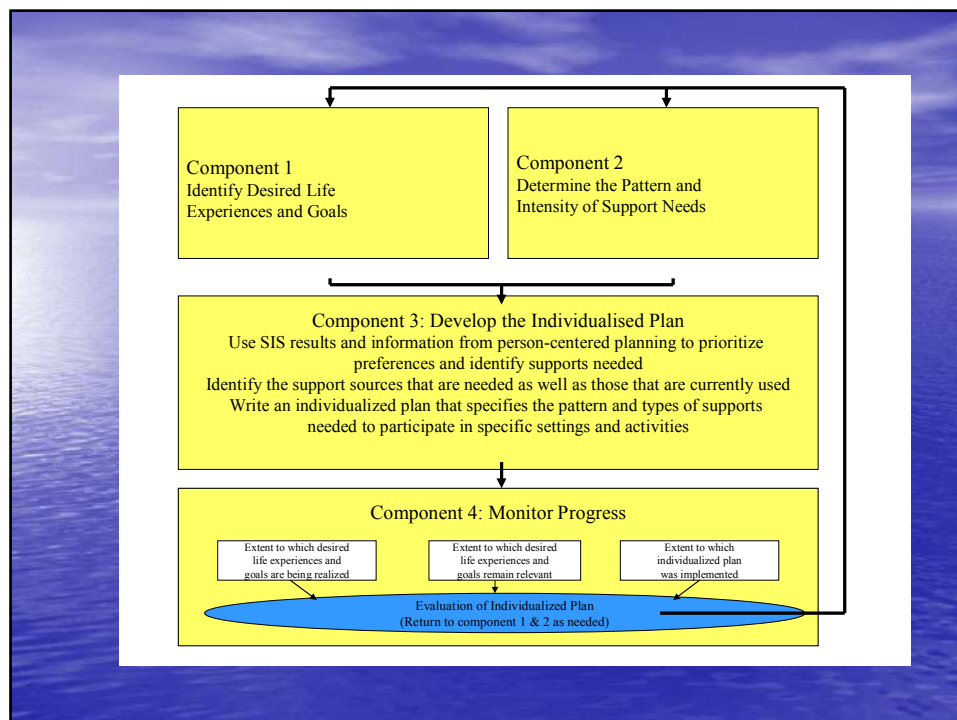 Component 1
Identify Desired Life
Experiences and Goals
Component 2
Determine the Pattern and
Intensity of Support Needs
Component 3: Develop the Individualised Plan
Use SIS results and information from person-centered planning to prioritize
preferences and identify supports needed
Identify the support sources that are needed as well as those that are currently used
Write an individualized plan that specifies the pattern and types of supports
needed to participate in specific settings and activities
Component 4: Monitor Progress
Extent to which desired
life experiences and
goals are being realized
Extent to which desired
life experiences and
goals remain relevant
Extent to which
individualized plan
was implemented
Evaluation of Individualized Plan
(Return to component 1 & 2 as needed)